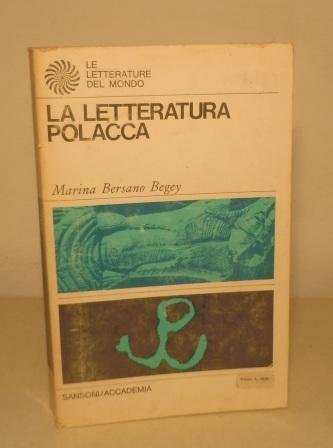 LE
LETTERATURE
DEL MONDO
LA LETTERATURA
POLACCA
Marina Bersano Begey
SANSONI/ACCADEMIA